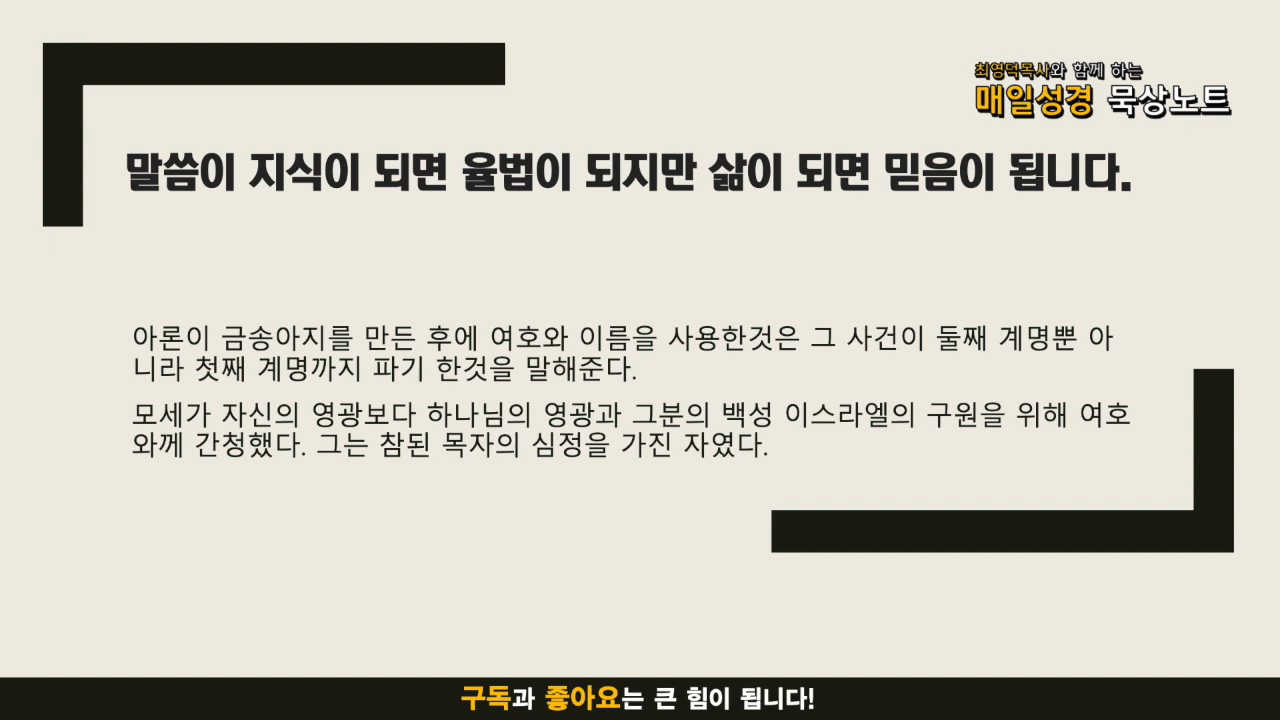 최영덕목사와 함께 하는
매일성경 묵상노트
말씀이 지식이 되면 율법이 되지만 삶이 되면 믿음이 됩니다.
아론이 금송아지를 만든 후에 여호와 이름을 사용한것은 그 사건이 둘째 계명뿐 아
니라 첫째 계명까지 파기 한것을 말해준다.
모세가 자신의 영광보다 하나님의 영광과 그분의 백성 이스라엘의 구원을 위해 여호
와께 간청했다. 그는 참된 목자의 심정을 가진 자였다.
구독과 좋아요는 큰 힘이 됩니다!